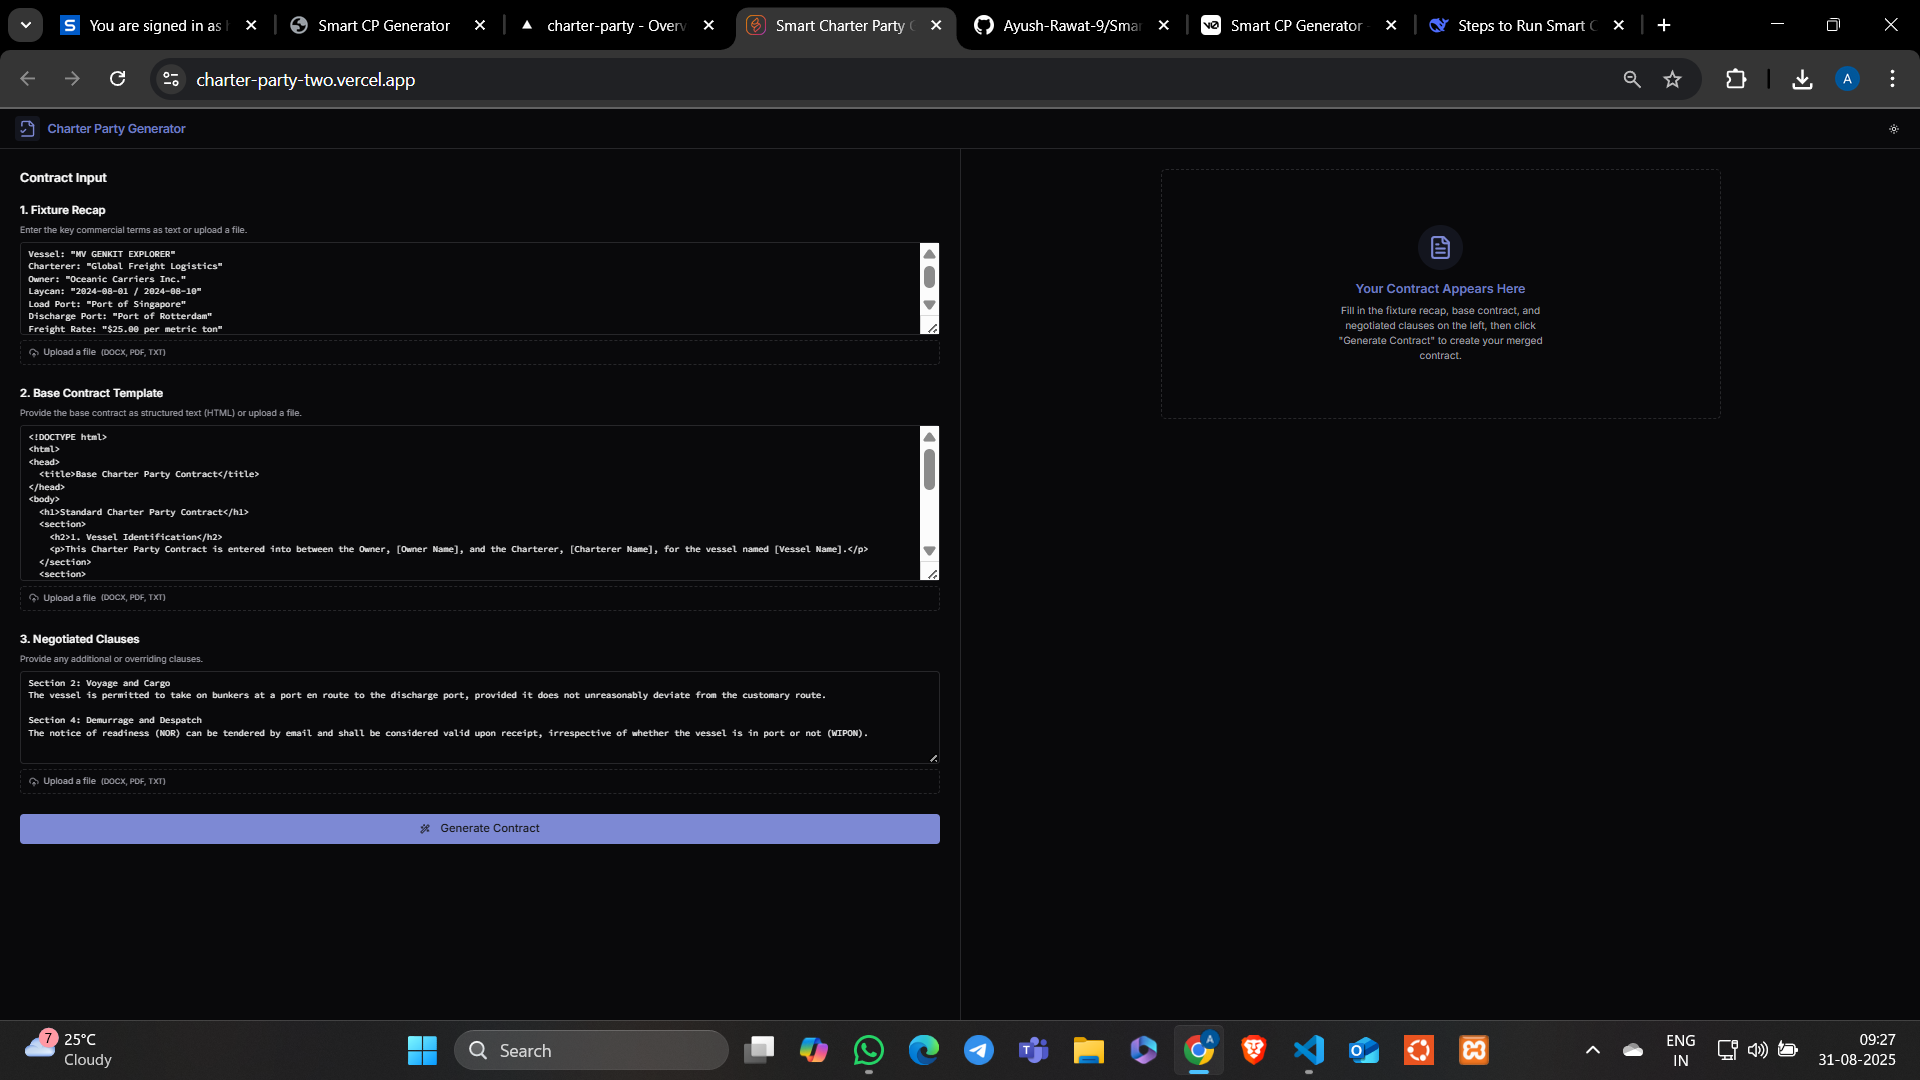 You are signed in as
Smart CP Generator
charter-party - Overv
Smart Charter Party
Ayush-Rawat-9/Smar
Smart CP Generator
Steps to Run Smart
charter-party-two.vercel.app
A
Charter Party Generator
Contract Input
1. Fixture Recap
Enter the key commercial terms as text or upload a file.
Vessel: "MV GENKIT EXPLORER"
Charterer: "Global Freight Logistics"
Owner: "Oceanic Carriers Inc."
Laycan: "2024-08-01 / 2024-08-10"
Load Port: "Port of Singapore"
Discharge Port: "Port of Rotterdam"
Freight Rate: "$25.00 per metric ton"
Upload a file (DOCX, PDF, TXT)
2. Base Contract Template
Provide the base contract as structured text (HTML) or upload a file.
<!DOCTYPE html>
<html>
<head>
<title>Base Charter Party Contract</title>
</head>
<body>
<h1>Standard Charter Party Contract</h1>
<section>
<h2>1. Vessel Identification</h2>
<p>This Charter Party Contract is entered into between the Owner, [Owner Name], and the Charterer, [Charterer Name], for the vessel named [Vessel Name].</p>
</section>
<section>
Upload a file (DOCX, PDF, TXT)
3. Negotiated Clauses
Provide any additional or overriding clauses.
Section 2: Voyage and Cargo
The vessel is permitted to take on bunkers at a port en route to the discharge port, provided it does not unreasonably deviate from the customary route.
Section 4: Demurrage and Despatch
The notice of readiness (NOR) can be tendered by email and shall be considered valid upon receipt, irrespective of whether the vessel is in port or not (WIPON).
Upload a file (DOCX, PDF, TXT)
Generate Contract
Your Contract Appears Here
Fill in the fixture recap, base contract, and
negotiated clauses on the left, then click
"Generate Contract" to create your merged
contract.
7
25°C
Cloudy
Search
A
ENG
IN
09:27
31-08-2025